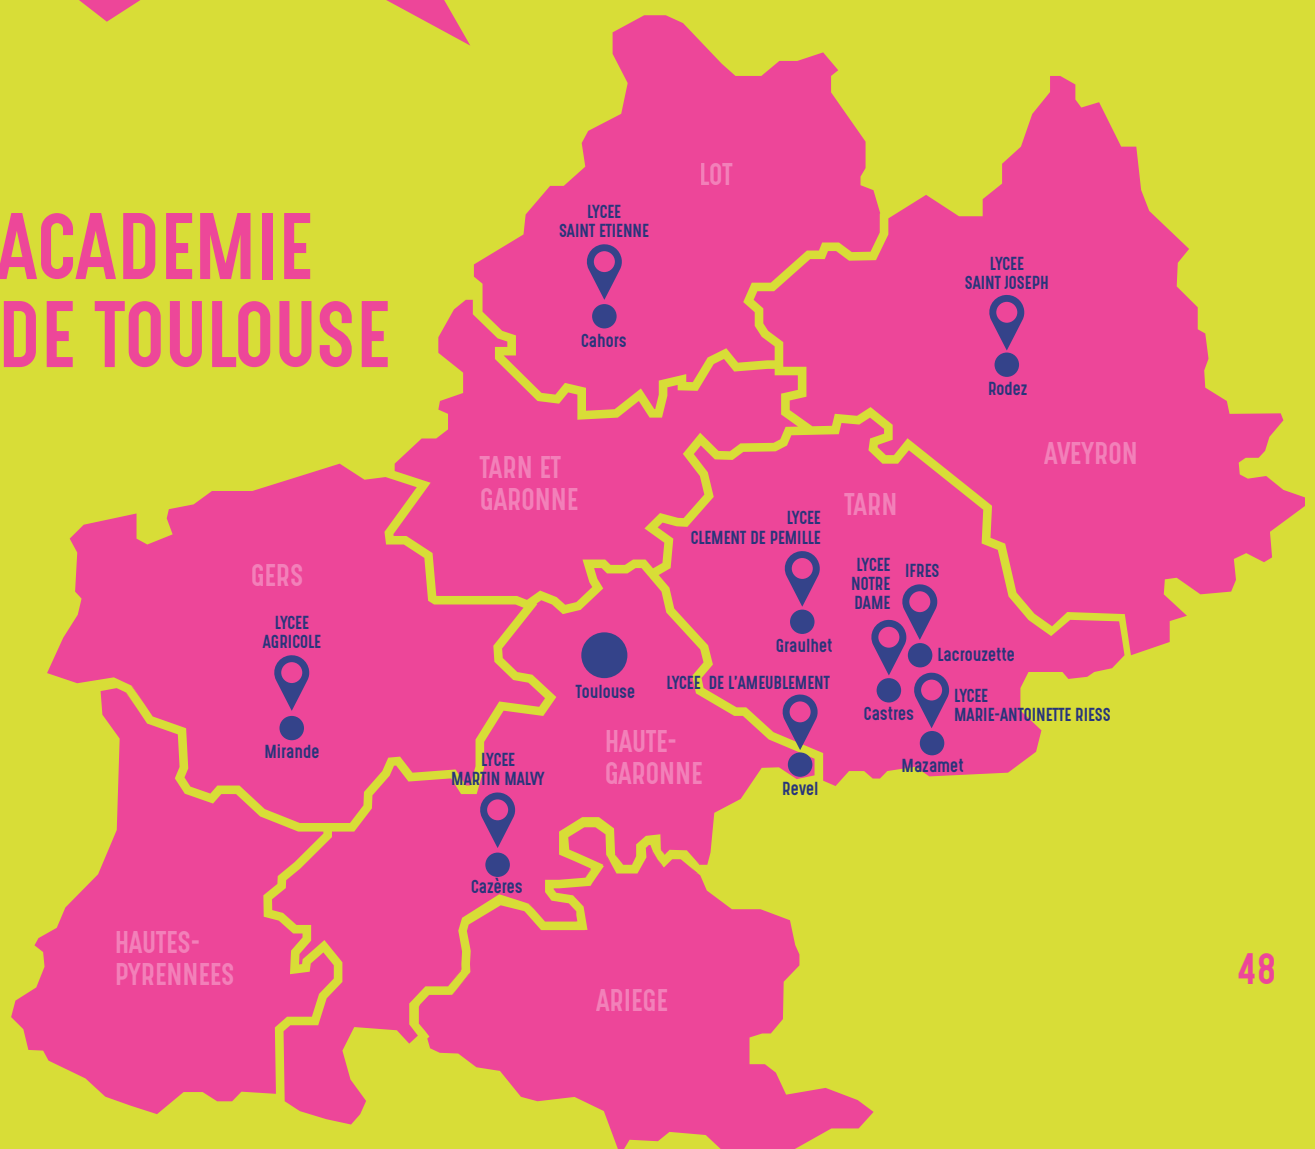 ACADEMIE
DE TOULOUSE
LOT
LYCEE
SAINT ETIENNE
Cahors
LYCEE
SAINT JOSEPH
Rodez
AVEYRON
TARN ET
GARONNE
TARN
LYCEE
CLEMENT DE PEMILLE
Graulhet
LYCEE
NOTRE
DAME
Castres
IFRES
Lacrouzette
LYCEE
MARIE-ANTOINETTE RIESS
Mazamet
GERS
LYCEE
AGRICOLE
Mirande
Toulouse
LYCEE DE L'AMEUBLEMENT
Revel
HAUTE-
GARONNE
LYCEE
MARTIN MALVY
Cazères
HAUTES-
PYRENNEES
ARIEGE
48